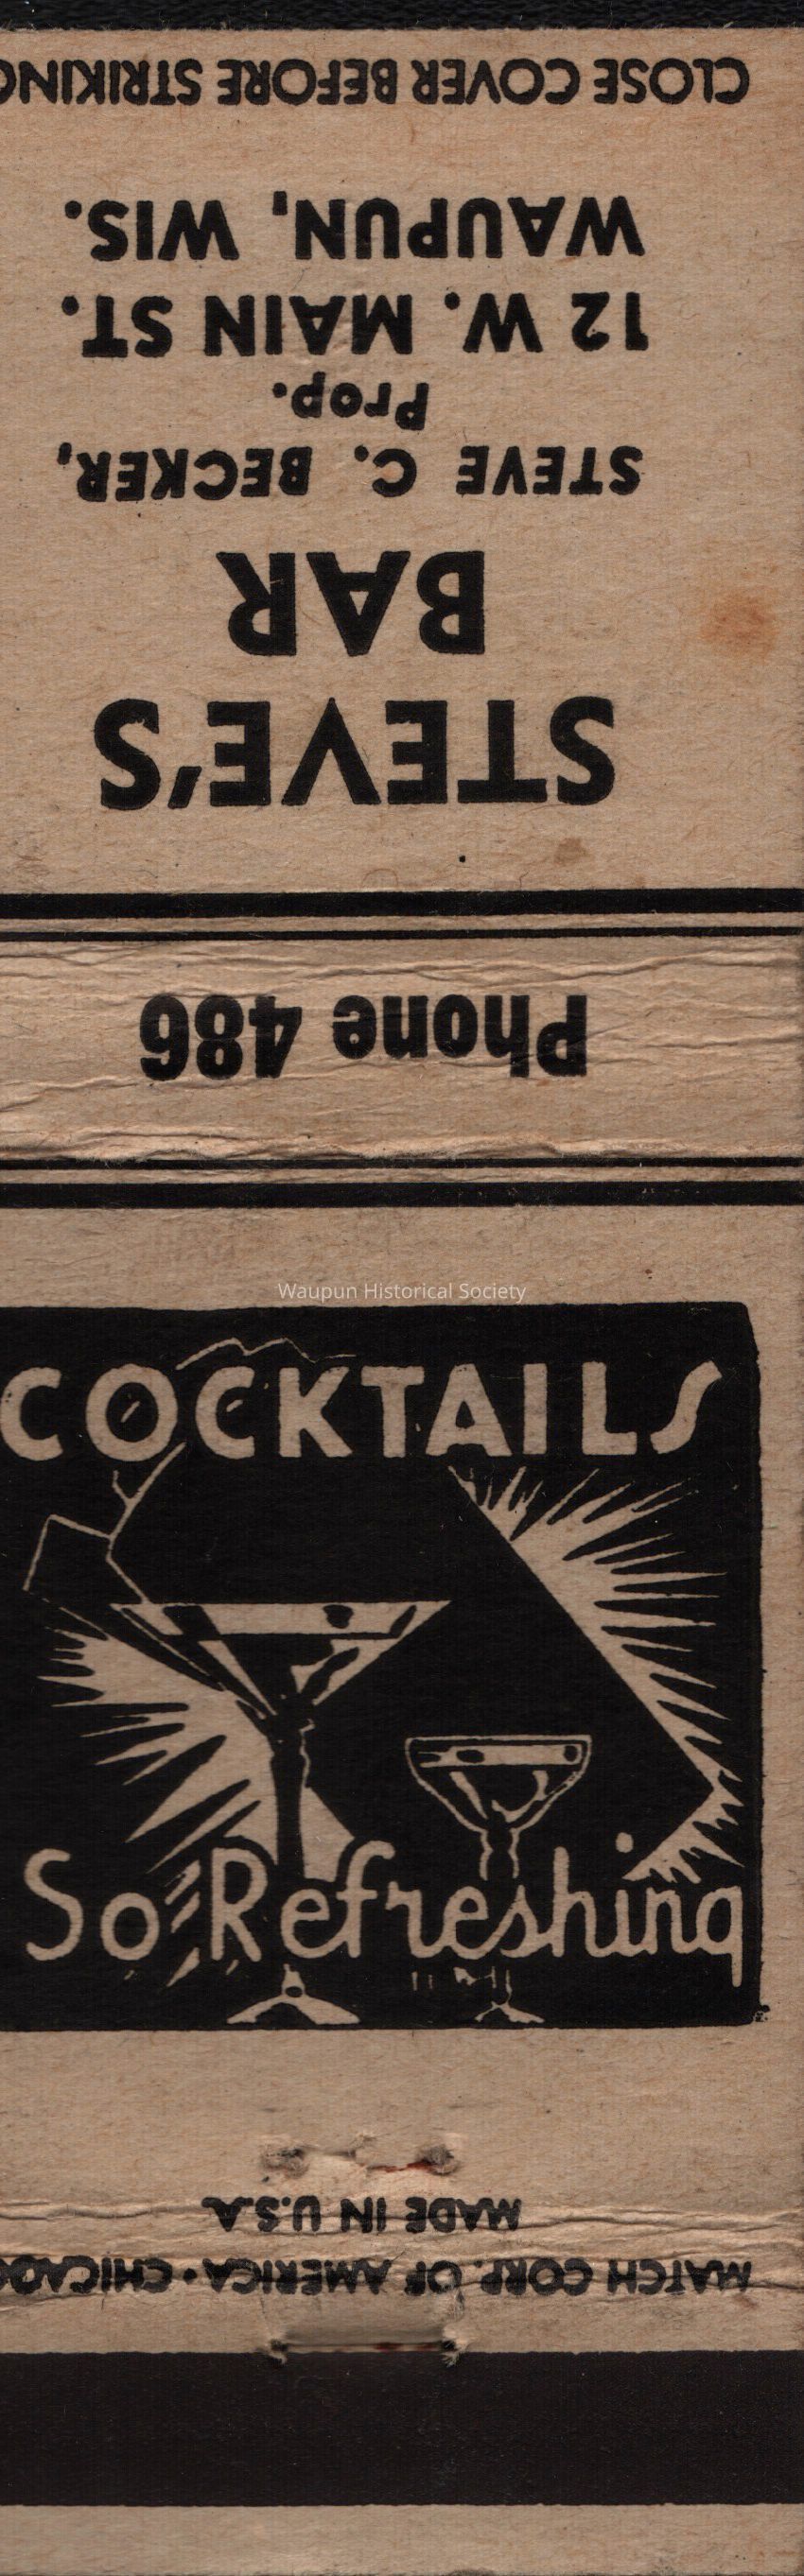 CLOSE COVER BEFORE STRIKING
STEVE'S
BAR
STEVE C. BECKER,
Prop.
12 W. MAIN ST.
WAUPUN, WIS.
Phone 486
Waupun Historical Society
COCKTAILS
So Refreshing
MATCH CORP. OF AMERICA · CHICAGO
MADE IN U.S.A.